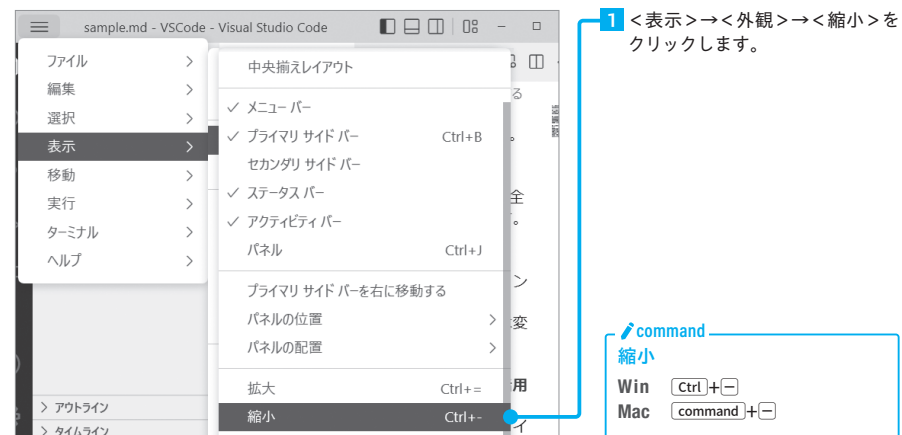 sample.md - VSCode - Visual Studio Code
ファイル
編集
選択
表示
移動
実行
ターミナル
ヘルプ
中央揃えレイアウト
✓ メニュー バー
✓ プライマリ サイド バー Ctrl+B
セカンダリ サイド バー
✓ ステータス バー
✓ アクティビティ バー
パネル Ctrl+J
プライマリ サイド バーを右に移動する
パネルの位置
パネルの配置
拡大 Ctrl+=
縮小 Ctrl+-
る
。
全
。
ン
変
用
イ
> アウトライン
> タイムライン
1 <表示>→<外観>→<縮小>を
クリックします。
command
縮小
Win Ctrl+−
Mac command+−